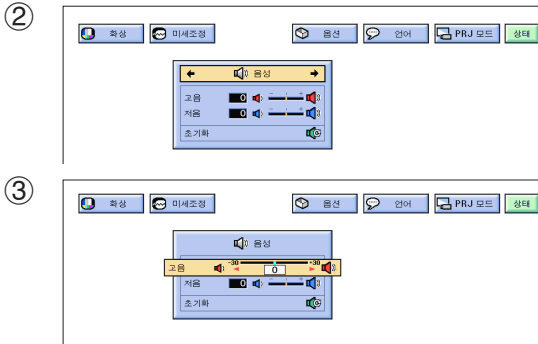 ②
화상 미세조정 옵션 언어 PRJ 모드 상태
음성
고음 0 - +
저음 0 - +
초기화
③
화상 미세조정 옵션 언어 PRJ 모드 상태
음성
고음 -30 0 +30
저음 0 - +
초기화